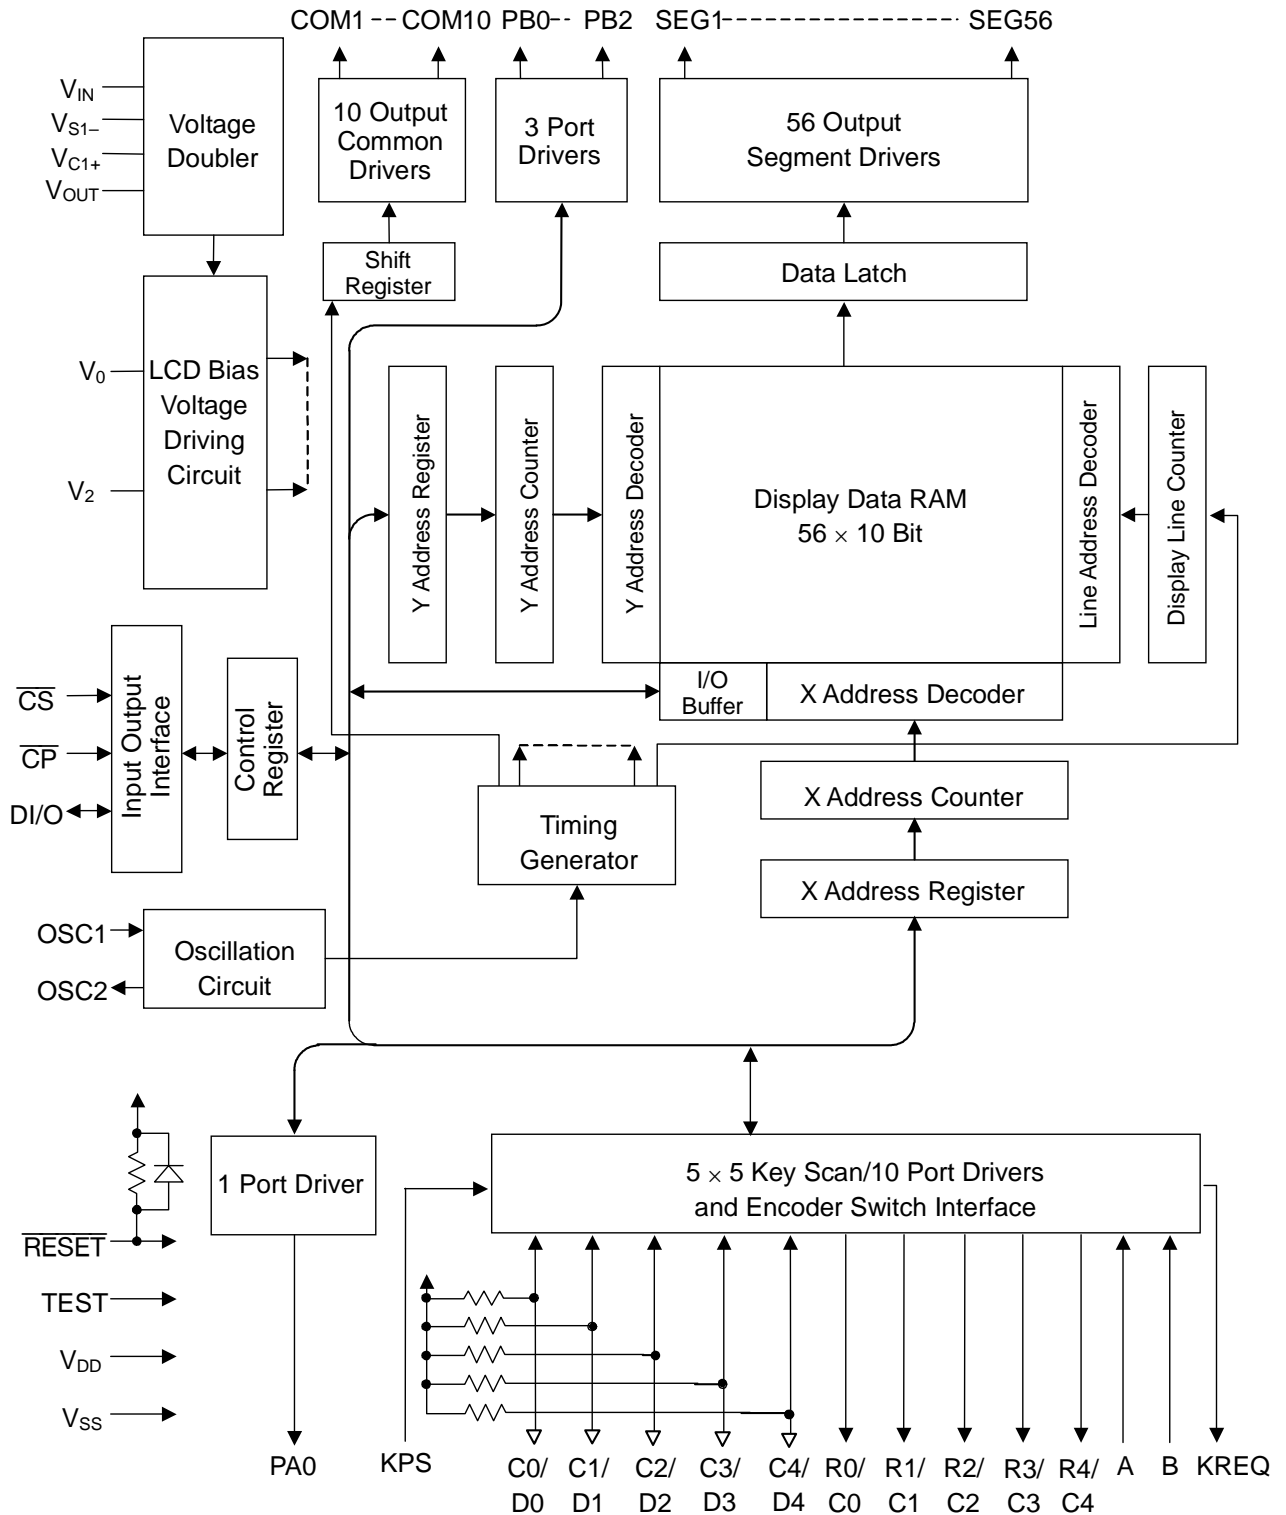 COM1 COM10 PB0 PB2 SEG1 SEG56
VIN
VS1–
VC1+
VOUT
Voltage
Doubler
10 Output
Common
Drivers
3 Port
Drivers
56 Output
Segment Drivers
Shift
Register
Data Latch
V0
V2
LCD Bias
Voltage
Driving
Circuit
Y Address Register
Y Address Counter
Y Address Decoder
Display Data RAM
56 × 10 Bit
Line Address Decoder
Display Line Counter
I/O
Buffer
X Address Decoder
CS
CP
DI/O
Input Output
Interface
Control
Register
Timing
Generator
X Address Counter
X Address Register
OSC1
OSC2
Oscillation
Circuit
1 Port Driver
5 × 5 Key Scan/10 Port Drivers
and Encoder Switch Interface
RESET
TEST
VDD
VSS
PA0
KPS
C0/
D0
C1/
D1
C2/
D2
C3/
D3
C4/
D4
R0/
C0
R1/
C1
R2/
C2
R3/
C3
R4/
C4
A
B
KREQ